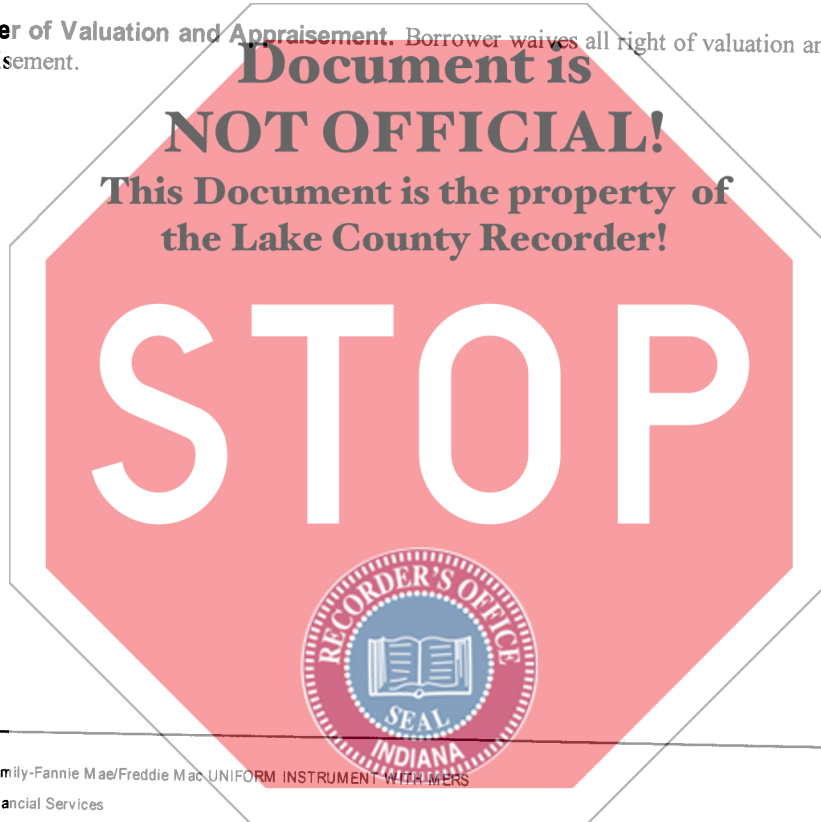 er of Valuation and Appraisement. Borrower waives all right of valuation an
sement.
Document is
NOT OFFICIAL!
This Document is the property of
the Lake County Recorder!
STOP
RECORDER'S OFFICE
SEAL
INDIANA
mily-Fannie Mae/Freddie Mac UNIFORM INSTRUMENT WITH MERS
ancial Services